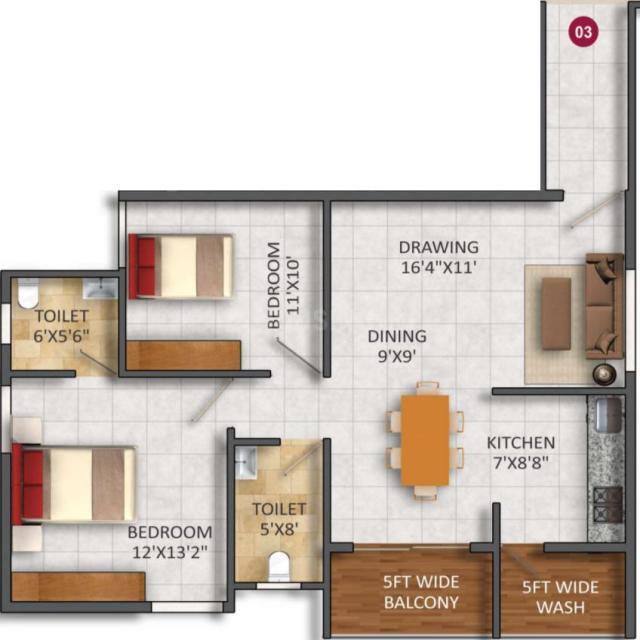 03
DRAWING
16'4"X11'
BEDROOM
11'X10'
TOILET
6'X5'6"
DINING
9'X9'
KITCHEN
7'X8'8"
TOILET
5'X8'
BEDROOM
12'X13'2"
5FT WIDE
BALCONY
5FT WIDE
WASH